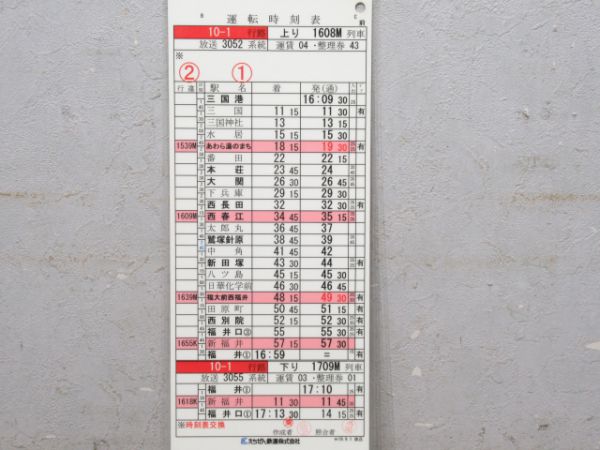 運転時刻表
前
10-1 行路 上り 1608M 列車
放送 3052 系統 運賃 04・整理券 43
※
② ①
行違 駅名 着 発(通)
三国港 16:09 30
三国 11 15 11 30 有
三国神社 13 13 15
水居 15 15 15 30
1539M あわら湯のまち 18 15 19 30 有
番田 22 22 15
本荘 23 45 24
大関 26 30 26 45
下兵庫 29 15 29 30
西長田 32 32 30 有
1609M 西春江 34 45 35 15
太郎丸 36 45 37
鷲塚針原 38 45 39
中角 41 45 42
新田塚 43 30 44 有
八ツ島 45 15 45 30
日華化学前 46 30 46 45
1639M 福大前西福井 48 15 49 30 有
田原町 50 45 51 15 有
西別院 52 15 52 30 有
福井口③ 55 55 30 有
1655K 新福井 57 15 57 30 有
福井① 16:59 = 有
10-1 行路 下り 1709M 列車
放送 3055 系統 運賃 03・整理券 01
福井① 17:10 有
1618K 新福井 11 30 11 45 有
福井口① 17:13 30 14 15 有
※時刻表交換
作成者 照合者
えちぜん鉄道株式会社